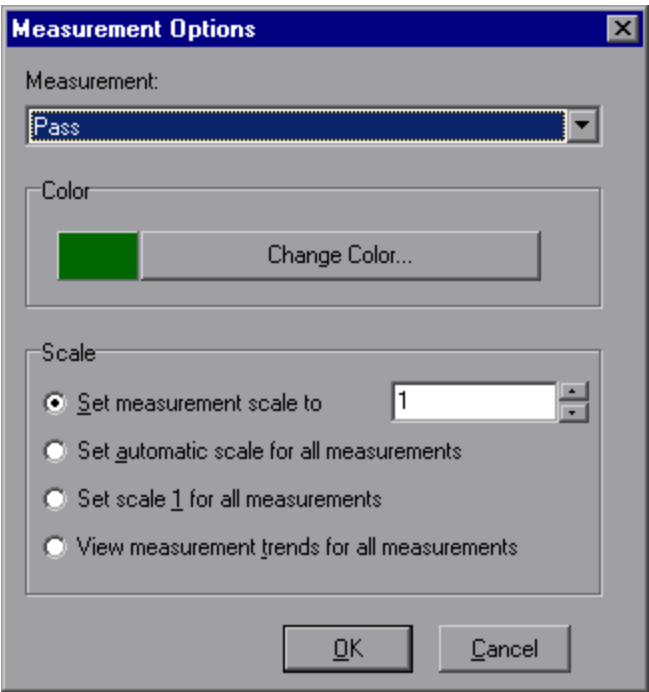 Measurement Options
Measurement:
Pass
Color
Change Color...
Scale
Set measurement scale to 1
Set automatic scale for all measurements
Set scale 1 for all measurements
View measurement trends for all measurements
OK Cancel